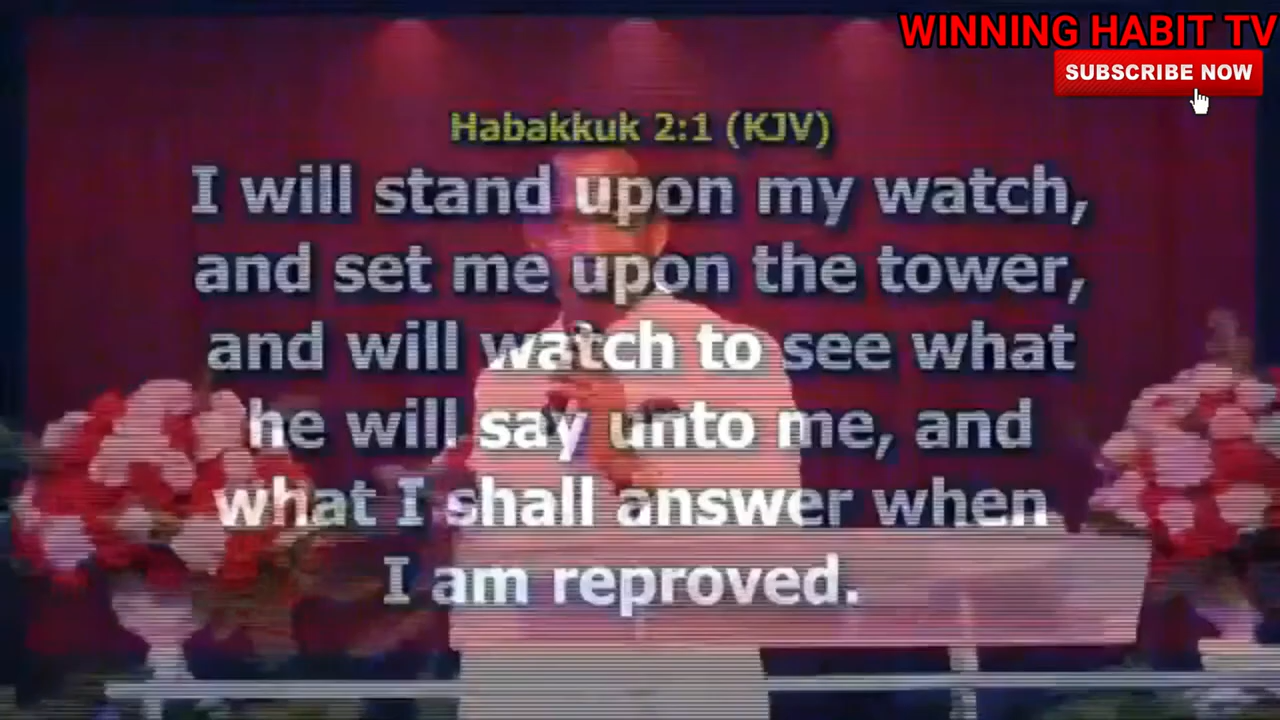 WINNING HABIT TV
SUBSCRIBE NOW
Habakkuk 2:1 (KJV)
I will stand upon my watch,
and set me upon the tower,
and will watch to see what
he will say unto me, and
what I shall answer when
I am reproved.